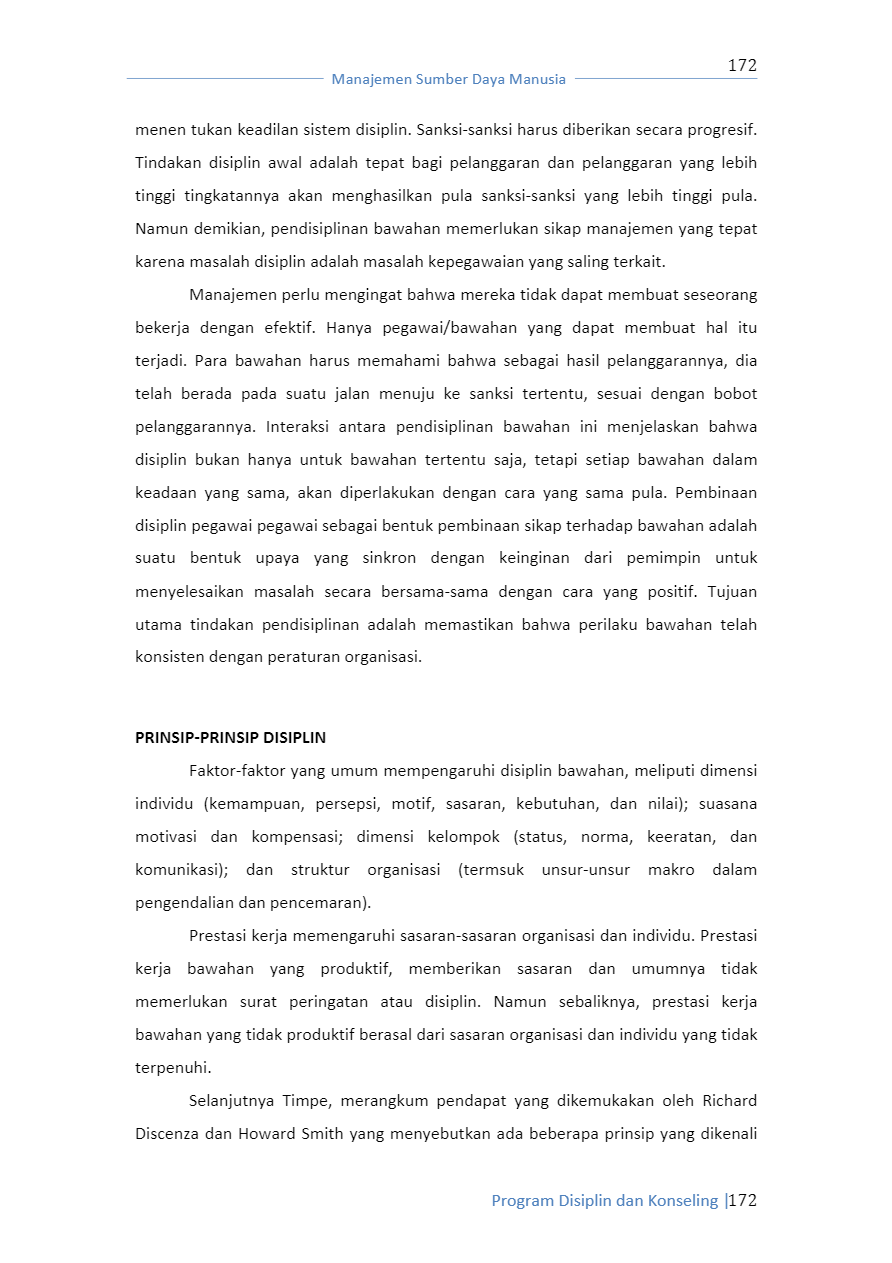 172
Manajemen Sumber Daya Manusia
menen tukan keadilan sistem disiplin. Sanksi-sanksi harus diberikan secara progresif.
Tindakan disiplin awal adalah tepat bagi pelanggaran dan pelanggaran yang lebih
tinggi tingkatannya akan menghasilkan pula sanksi-sanksi yang lebih tinggi pula.
Namun demikian, pendisiplinan bawahan memerlukan sikap manajemen yang tepat
karena masalah disiplin adalah masalah kepegawaian yang saling terkait.
Manajemen perlu mengingat bahwa mereka tidak dapat membuat seseorang
bekerja dengan efektif. Hanya pegawai/bawahan yang dapat membuat hal itu
terjadi. Para bawahan harus memahami bahwa sebagai hasil pelanggarannya, dia
telah berada pada suatu jalan menuju ke sanksi tertentu, sesuai dengan bobot
pelanggarannya. Interaksi antara pendisiplinan bawahan ini menjelaskan bahwa
disiplin bukan hanya untuk bawahan tertentu saja, tetapi setiap bawahan dalam
keadaan yang sama, akan diperlakukan dengan cara yang sama pula. Pembinaan
disiplin pegawai pegawai sebagai bentuk pembinaan sikap terhadap bawahan adalah
suatu bentuk upaya yang sinkron dengan keinginan dari pemimpin untuk
menyelesaikan masalah secara bersama-sama dengan cara yang positif. Tujuan
utama tindakan pendisiplinan adalah memastikan bahwa perilaku bawahan telah
konsisten dengan peraturan organisasi.
PRINSIP-PRINSIP DISIPLIN
Faktor-faktor yang umum mempengaruhi disiplin bawahan, meliputi dimensi
individu (kemampuan, persepsi, motif, sasaran, kebutuhan, dan nilai); suasana
motivasi dan kompensasi; dimensi kelompok (status, norma, keeratan, dan
komunikasi); dan struktur organisasi (termsuk unsur-unsur makro dalam
pengendalian dan pencemaran).
Prestasi kerja memengaruhi sasaran-sasaran organisasi dan individu. Prestasi
kerja bawahan yang produktif, memberikan sasaran dan umumnya tidak
memerlukan surat peringatan atau disiplin. Namun sebaliknya, prestasi kerja
bawahan yang tidak produktif berasal dari sasaran organisasi dan individu yang tidak
terpenuhi.
Selanjutnya Timpe, merangkum pendapat yang dikemukakan oleh Richard
Discenza dan Howard Smith yang menyebutkan ada beberapa prinsip yang dikenali
Program Disiplin dan Konseling |172